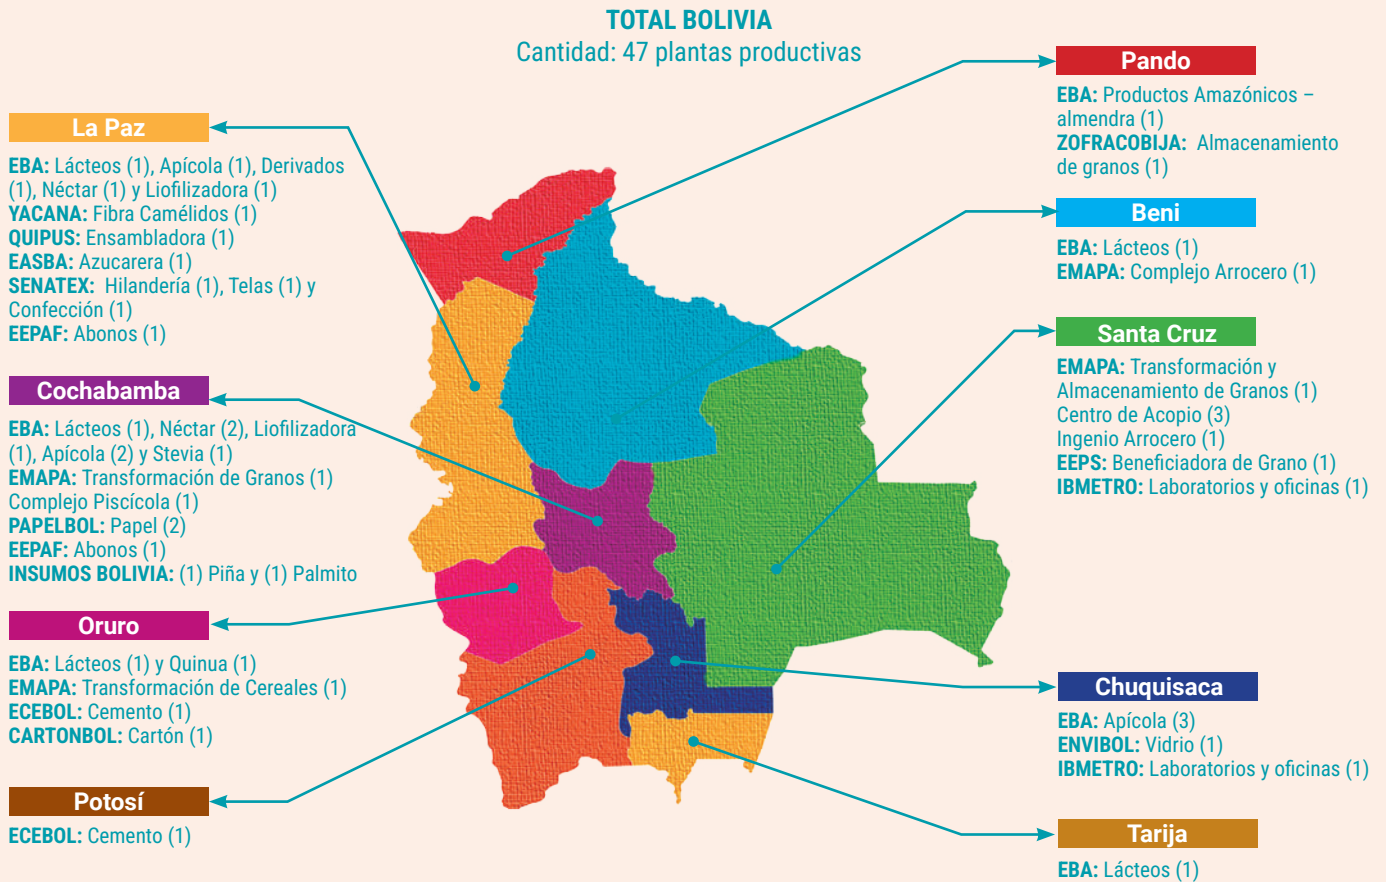 TOTAL BOLIVIA
Cantidad: 47 plantas productivas
La Paz
EBA: Lácteos (1), Apícola (1), Derivados
(1), Néctar (1) y Liofilizadora (1)
YACANA: Fibra Camélidos (1)
QUIPUS: Ensambladora (1)
EASBA: Azucarera (1)
SENATEX: Hilandería (1), Telas (1) y
Confección (1)
EEPAF: Abonos (1)
Cochabamba
EBA: Lácteos (1), Néctar (2), Liofilizadora
(1), Apícola (2) y Stevia (1)
EMAPA: Transformación de Granos (1)
Complejo Piscícola (1)
PAPELBOL: Papel (2)
EEPAF: Abonos (1)
INSUMOS BOLIVIA: (1) Piña y (1) Palmito
Oruro
EBA: Lácteos (1) y Quinua (1)
EMAPA: Transformación de Cereales (1)
ECEBOL: Cemento (1)
CARTONBOL: Cartón (1)
Potosí
ECEBOL: Cemento (1)
Pando
EBA: Productos Amazónicos –
almendra (1)
ZOFRACOBIJA: Almacenamiento
de granos (1)
Beni
EBA: Lácteos (1)
EMAPA: Complejo Arrocero (1)
Santa Cruz
EMAPA: Transformación y
Almacenamiento de Granos (1)
Centro de Acopio (3)
Ingenio Arrocero (1)
EEPS: Beneficiadora de Grano (1)
IBMETRO: Laboratorios y oficinas (1)
Chuquisaca
EBA: Apícola (3)
ENVIBOL: Vidrio (1)
IBMETRO: Laboratorios y oficinas (1)
Tarija
EBA: Lácteos (1)